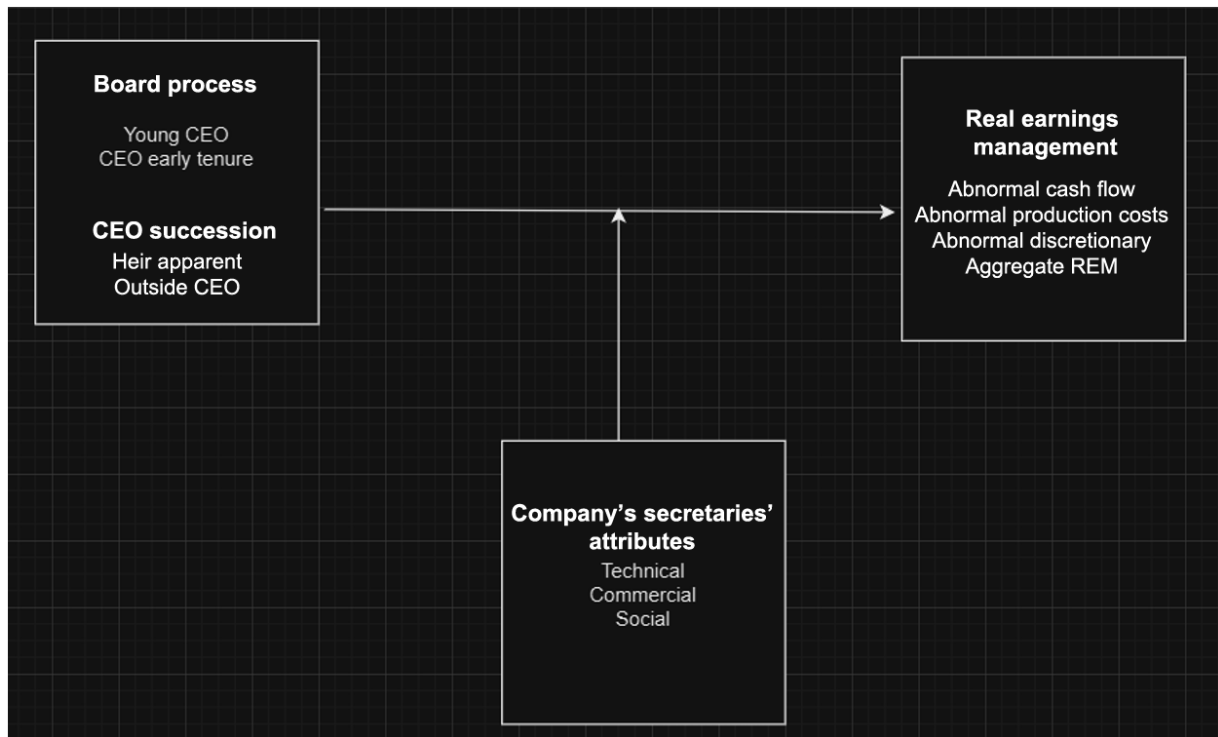 Board process
Young CEO
CEO early tenure
CEO succession
Heir apparent
Outside CEO
Real earnings
management
Abnormal cash flow
Abnormal production costs
Abnormal discretionary
Aggregate REM
Company’s secretaries’
attributes
Technical
Commercial
Social